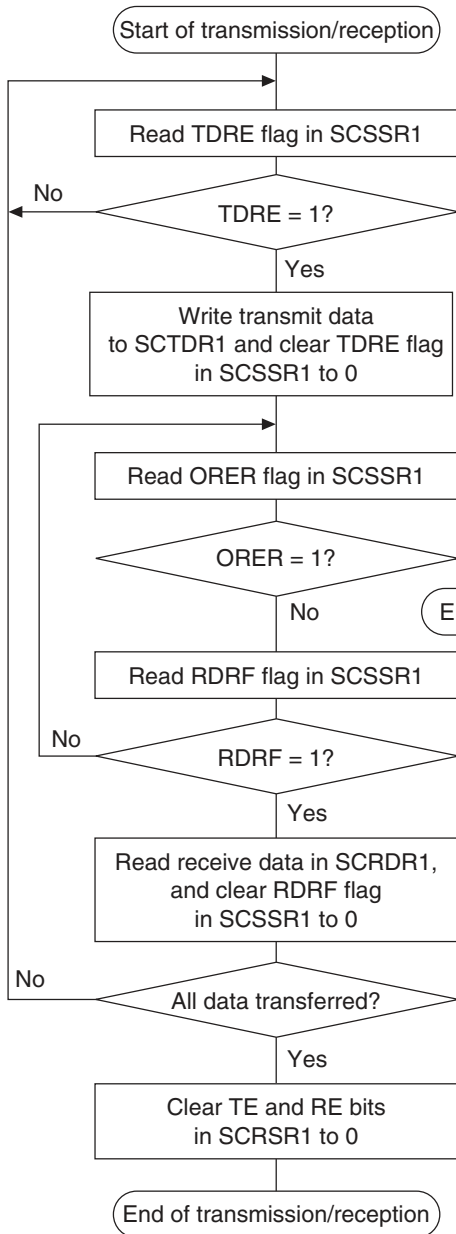 Start of transmission/reception
Read TDRE flag in SCSSR1
No
TDRE = 1?
Yes
Write transmit data
to SCTDR1 and clear TDRE flag
in SCSSR1 to 0
Read ORER flag in SCSSR1
ORER = 1?
No
E
Read RDRF flag in SCSSR1
No
RDRF = 1?
Yes
Read receive data in SCRDR1,
and clear RDRF flag
in SCSSR1 to 0
No
All data transferred?
Yes
Clear TE and RE bits
in SCRSR1 to 0
End of transmission/reception